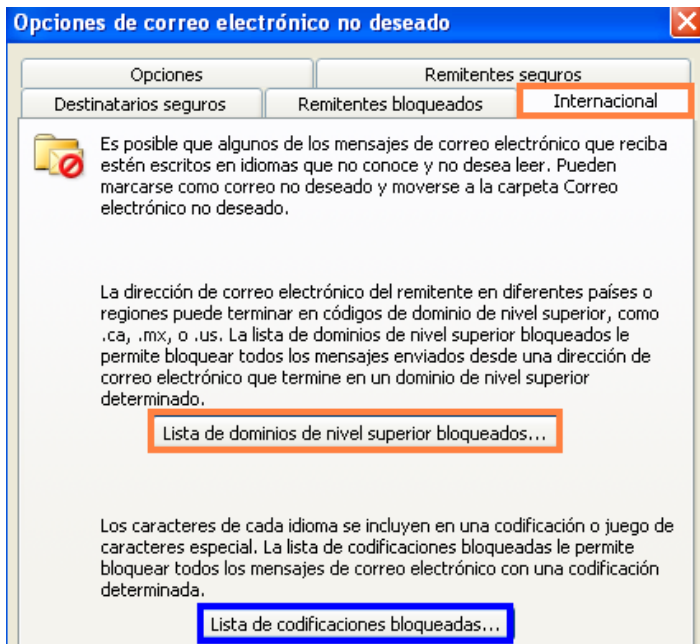 Opciones de correo electrónico no deseado
Opciones
Remitentes seguros
Destinatarios seguros
Remitentes bloqueados
Internacional
Es posible que algunos de los mensajes de correo electrónico que reciba
estén escritos en idiomas que no conoce y no desea leer. Pueden
marcarse como correo no deseado y moverse a la carpeta Correo
electrónico no deseado.
La dirección de correo electrónico del remitente en diferentes países o
regiones puede terminar en códigos de dominio de nivel superior, como
.ca, .mx, o .us. La lista de dominios de nivel superior bloqueados le
permite bloquear todos los mensajes enviados desde una dirección de
correo electrónico que termine en un dominio de nivel superior
determinado.
Lista de dominios de nivel superior bloqueados...
Los caracteres de cada idioma se incluyen en una codificación o juego de
caracteres especial. La lista de codificaciones bloqueadas le permite
bloquear todos los mensajes de correo electrónico con una codificación
determinada.
Lista de codificaciones bloqueadas...